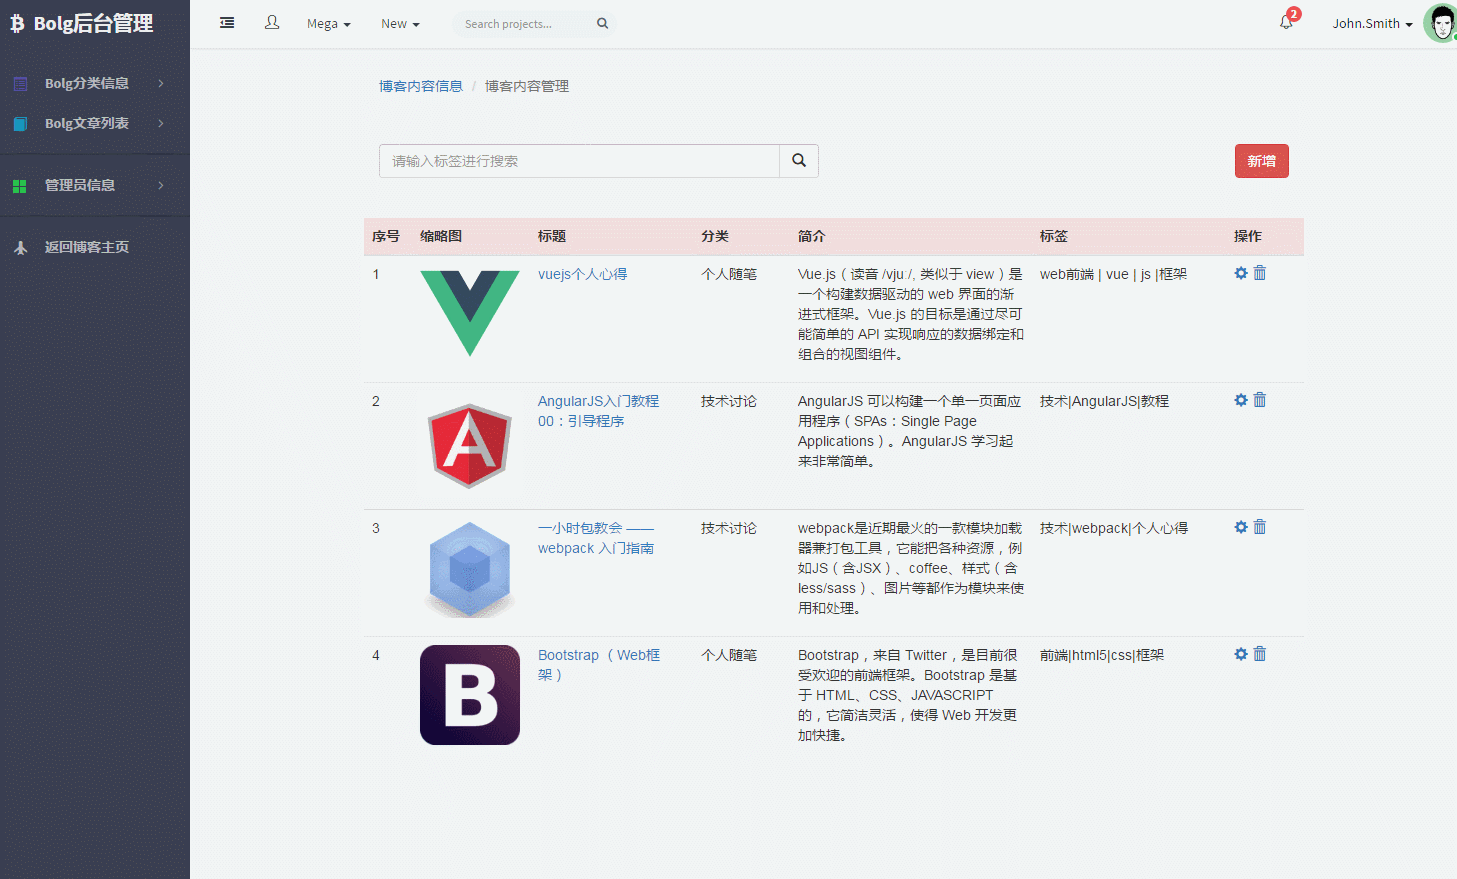 Bolg后台管理
Mega
New
Search projects...
2
John.Smith
Bolg分类信息
Bolg文章列表
管理员信息
返回博客主页
博客内容信息 / 博客内容管理
请输入标签进行搜索
新增
序号 缩略图 标题 分类 简介 标签 操作
1
vuejs个人心得
个人随笔
Vue.js（读音 /vjuː/, 类似于 view）是
一个构建数据驱动的 web 界面的渐
进式框架。Vue.js 的目标是通过尽可
能简单的 API 实现响应的数据绑定和
组合的视图组件。
web前端 | vue | js |框架
2
AngularJS入门教程
00：引导程序
技术讨论
AngularJS 可以构建一个单一页面应
用程序（SPAs：Single Page
Applications）。AngularJS 学习起
来非常简单。
技术|AngularJS|教程
3
一小时包教会 ——
webpack 入门指南
技术讨论
webpack是近期最火的一款模块加载
器兼打包工具，它能把各种资源，例
如JS（含JSX）、coffee、样式（含
less/sass）、图片等都作为模块来使
用和处理。
技术|webpack|个人心得
4
B
Bootstrap （Web框
架）
个人随笔
Bootstrap，来自 Twitter，是目前很
受欢迎的前端框架。Bootstrap 是基
于 HTML、CSS、JAVASCRIPT
的，它简洁灵活，使得 Web 开发更
加快捷。
前端|html5|css|框架